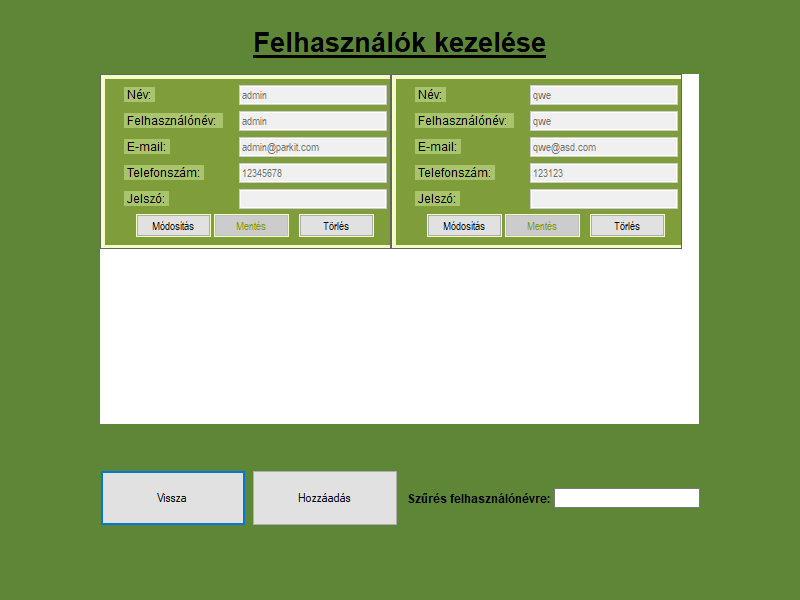 Felhasználók kezelése
Név: admin
Felhasználónév: admin
E-mail: admin@parkit.com
Telefonszám: 12345678
Jelszó:
Módosítás Mentés Törlés
Név: qwe
Felhasználónév: qwe
E-mail: qwe@asd.com
Telefonszám: 123123
Jelszó:
Módosítás Mentés Törlés
Vissza Hozzáadás Szűrés felhasználónévre: